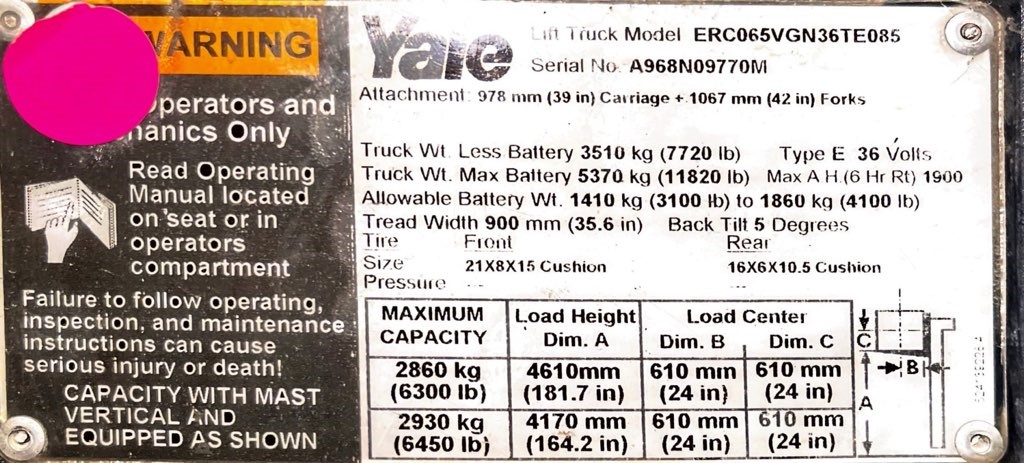 WARNING
Operators and
Mechanics Only
Read Operating
Manual located
on seat or in
operators
compartment
Failure to follow operating,
inspection, and maintenance
instructions can cause
serious injury or death!
CAPACITY WITH MAST
VERTICAL AND
EQUIPPED AS SHOWN
Yale
Lift Truck Model ERC065VGN36TE085
Serial No. A968N09770M
Attachment: 978 mm (39 in) Carriage + 1067 mm (42 in) Forks
Truck Wt. Less Battery 3510 kg (7720 lb) Type E 36 Volts
Truck Wt. Max Battery 5370 kg (11820 lb) Max A.H.(6 Hr Rt) 1900
Allowable Battery Wt. 1410 kg (3100 lb) to 1860 kg (4100 lb)
Tread Width 900 mm (35.6 in) Back Tilt 5 Degrees
Tire Front Rear
Size 21X8X15 Cushion 16X6X10.5 Cushion
Pressure
MAXIMUM CAPACITY
Load Height Dim. A
Load Center
Dim. B Dim. C
2860 kg 4610mm 610 mm 610 mm
(6300 lb) (181.7 in) (24 in) (24 in)
2930 kg 4170 mm 610 mm 610 mm
(6450 lb) (164.2 in) (24 in) (24 in)
C
B
A